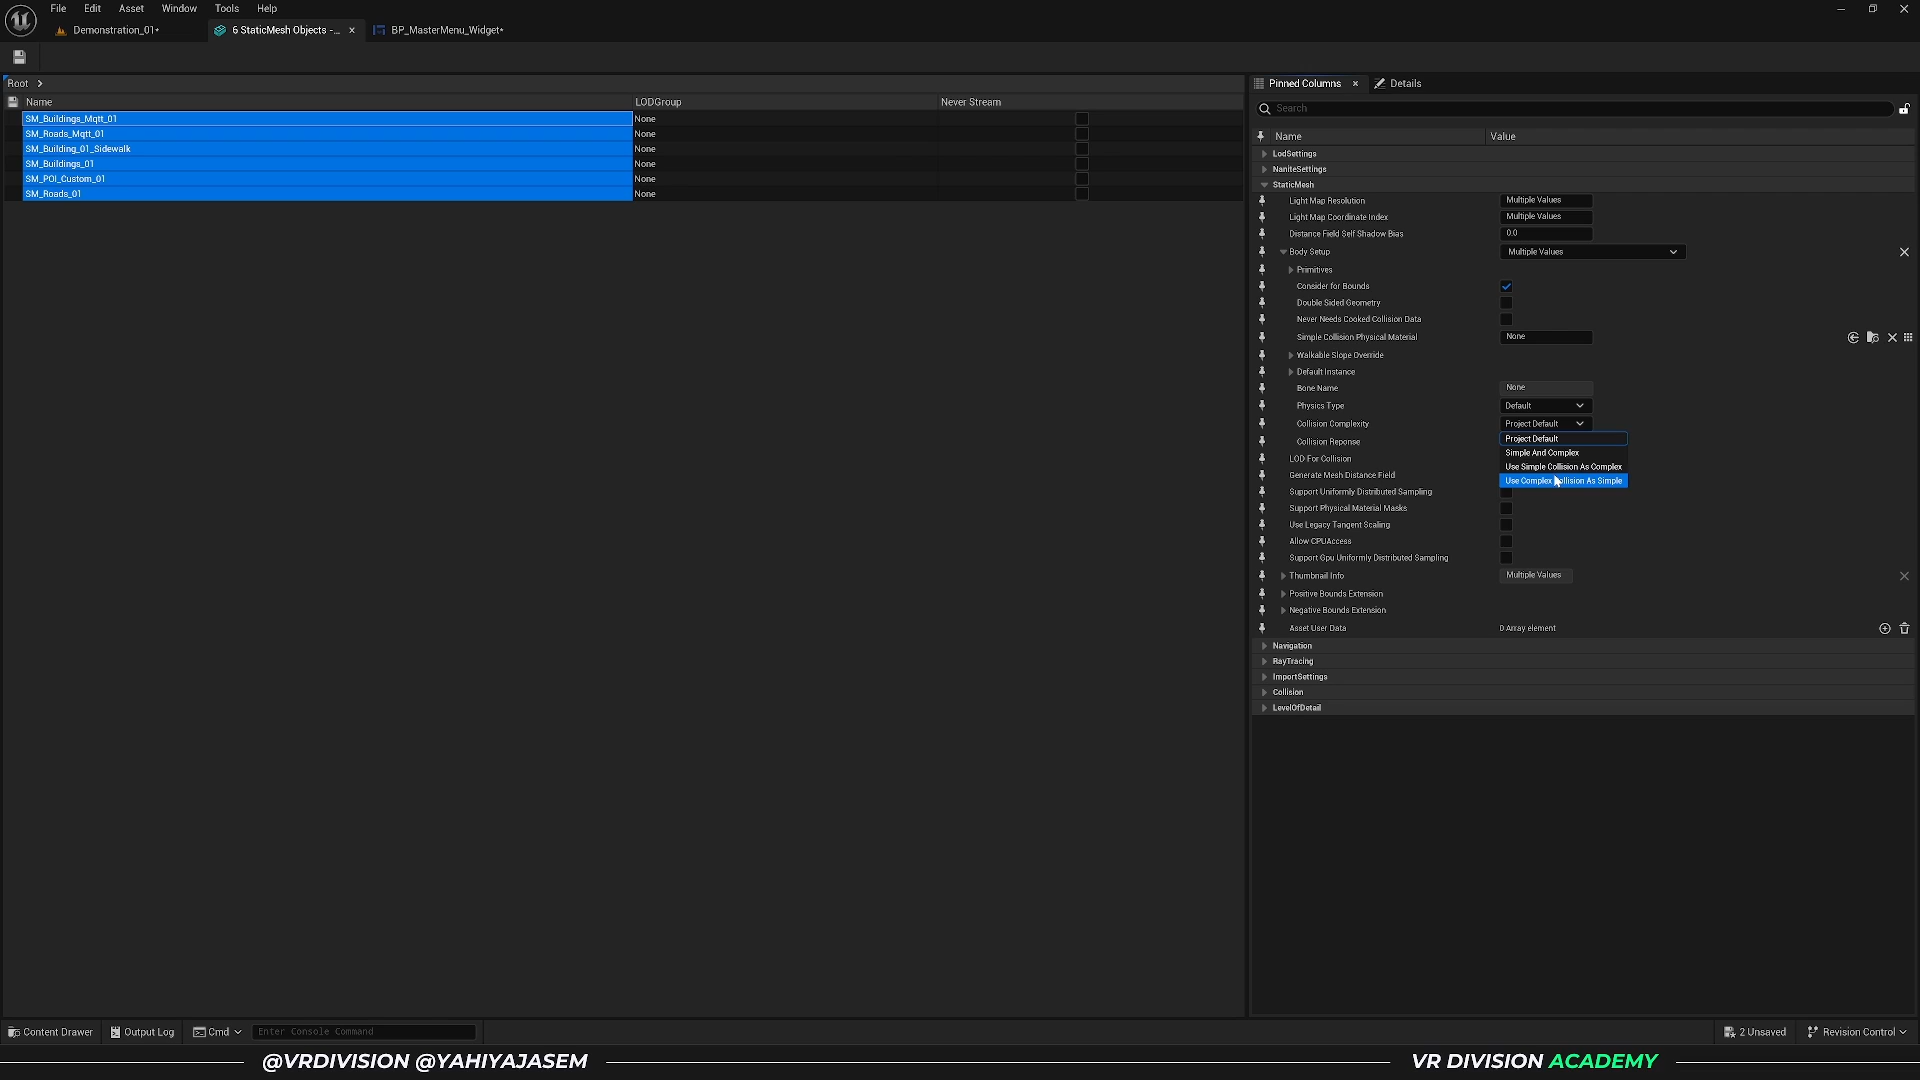 File Edit Asset Window Tools Help
Demonstration_01*
6 StaticMesh Objects -...
BP_MasterMenu_Widget*
Root
Name LODGroup Never Stream
SM_Buildings_Mqtt_01 None
SM_Roads_Mqtt_01 None
SM_Building_01_Sidewalk None
SM_Buildings_01 None
SM_POI_Custom_01 None
SM_Roads_01 None
Pinned Columns Details
Search
Name Value
LodSettings
NaniteSettings
StaticMesh
Light Map Resolution Multiple Values
Light Map Coordinate Index Multiple Values
Distance Field Self Shadow Bias 0.0
Body Setup Multiple Values
Primitives
Consider for Bounds
Double Sided Geometry
Never Needs Cooked Collision Data
Simple Collision Physical Material None
Walkable Slope Override
Default Instance
Bone Name None
Physics Type Default
Collision Complexity Project Default
Project Default
Collision Reponse
Simple And Complex
LOD For Collision
Use Simple Collision As Complex
Generate Mesh Distance Field
Use Complex Collision As Simple
Support Uniformly Distributed Sampling
Support Physical Material Masks
Use Legacy Tangent Scaling
Allow CPUAccess
Support Gpu Uniformly Distributed Sampling
Thumbnail Info Multiple Values
Positive Bounds Extension
Negative Bounds Extension
Asset User Data 0 Array element
Navigation
RayTracing
ImportSettings
Collision
LevelOfDetail
Content Drawer Output Log Cmd Enter Console Command
2 Unsaved Revision Control
@VRDIVISION @YAHIYAJASEM
VR DIVISION ACADEMY